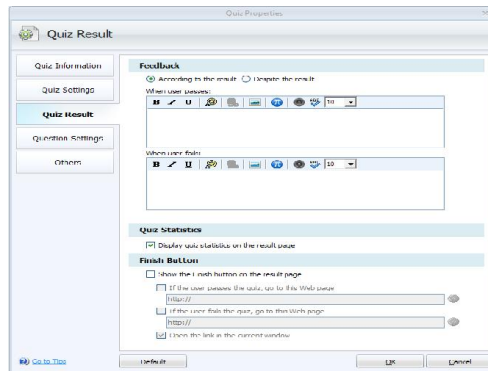 Quiz Properties
Quiz Result
Quiz Information
Quiz Settings
Quiz Result
Question Settings
Others
Feedback
According to the result Despite the result
When user passes:
B I U 10
When user fails:
B I U 10
Quiz Statistics
Display quiz statistics on the result page
Finish Button
Show the Finish button on the result page
If the user passes the quiz, go to this Web page
http://
If the user fails the quiz, go to this Web page
http://
Open the link in the current window
Go to Tips
Default
OK
Cancel